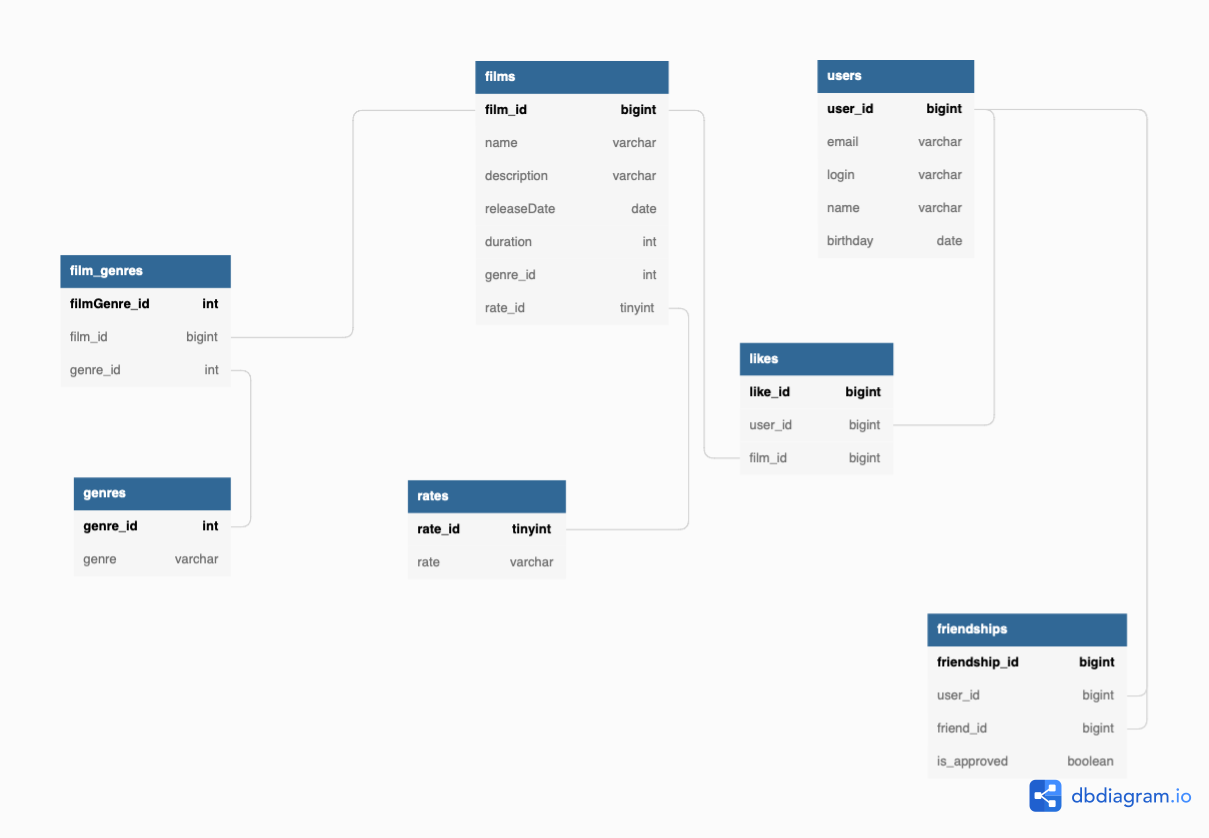 films
film_id bigint
name varchar
description varchar
releaseDate date
duration int
genre_id int
rate_id tinyint
users
user_id bigint
email varchar
login varchar
name varchar
birthday date
film_genres
filmGenre_id int
film_id bigint
genre_id int
likes
like_id bigint
user_id bigint
film_id bigint
genres
genre_id int
genre varchar
rates
rate_id tinyint
rate varchar
friendships
friendship_id bigint
user_id bigint
friend_id bigint
is_approved boolean
dbdiagram.io